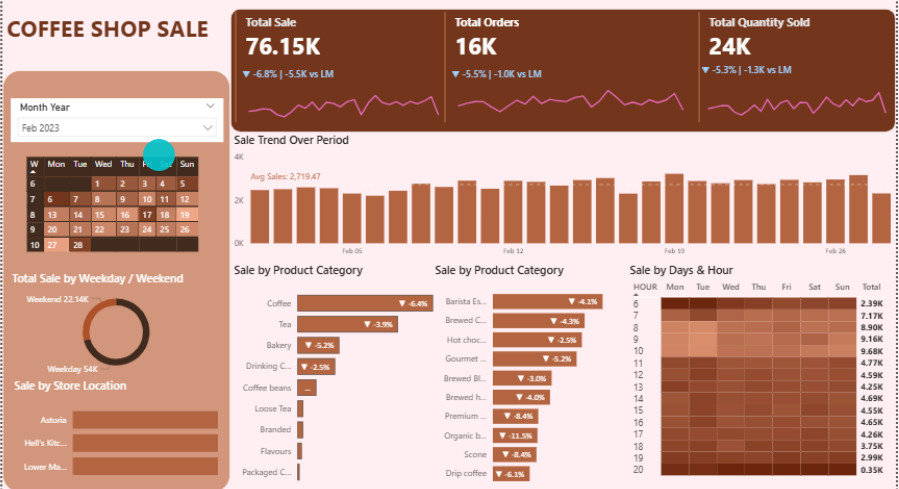 COFFEE SHOP SALE
Total Sale
76.15K
▼ -6.8% | -5.5K vs LM
Total Orders
16K
▼ -5.5% | -1.0K vs LM
Total Quantity Sold
24K
▼ -5.3% | -1.3K vs LM
Month Year
Feb 2023
W Mon Tue Wed Thu Sun
6 1 2 3 4 5
7 6 7 8 9 10 11 12
8 13 14 15 16 17 18 19
9 20 21 22 23 24 25 26
10 27 28
Total Sale by Weekday / Weekend
Weekend 22.14K
Weekday 54K
Sale by Store Location
Astoria
Hell's Kitc...
Lower Ma...
Sale Trend Over Period
4K
2K
0K
Avg Sales: 2,719.47
Feb 05
Feb 12
Feb 19
Feb 26
Sale by Product Category
Coffee ▼ -6.4%
Tea ▼ -3.9%
Bakery ▼ -5.2%
Drinking C... ▼ -2.5%
Coffee beans ...
Loose Tea
Branded
Flavours
Packaged C...
Sale by Product Category
Barista Es... ▼ -4.1%
Brewed C... ▼ -4.3%
Hot choc... ▼ -2.5%
Gourmet ... ▼ -5.2%
Brewed Bl... ▼ -3.0%
Brewed h... ▼ -4.0%
Premium ... ▼ -8.4%
Organic b... ▼ -11.5%
Scone ▼ -8.4%
Drip coffee ▼ -6.1%
Sale by Days & Hour
HOUR Mon Tue Wed Thu Fri Sat Sun Total
6 2.39K
7 7.17K
8 8.90K
9 9.16K
10 9.68K
11 4.77K
12 4.59K
13 4.25K
14 4.69K
15 4.55K
16 4.65K
17 4.26K
18 3.75K
19 2.99K
20 0.35K